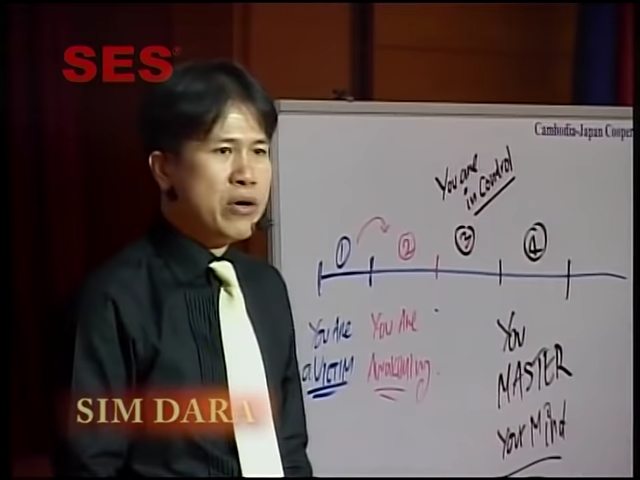 SES
Cambodia-Japan Cooper
You are
in Control
1 2 3 4
You Are
a VICTIM
You Are
Awakening.
You
MASTER
Your Mind
SIM DARA